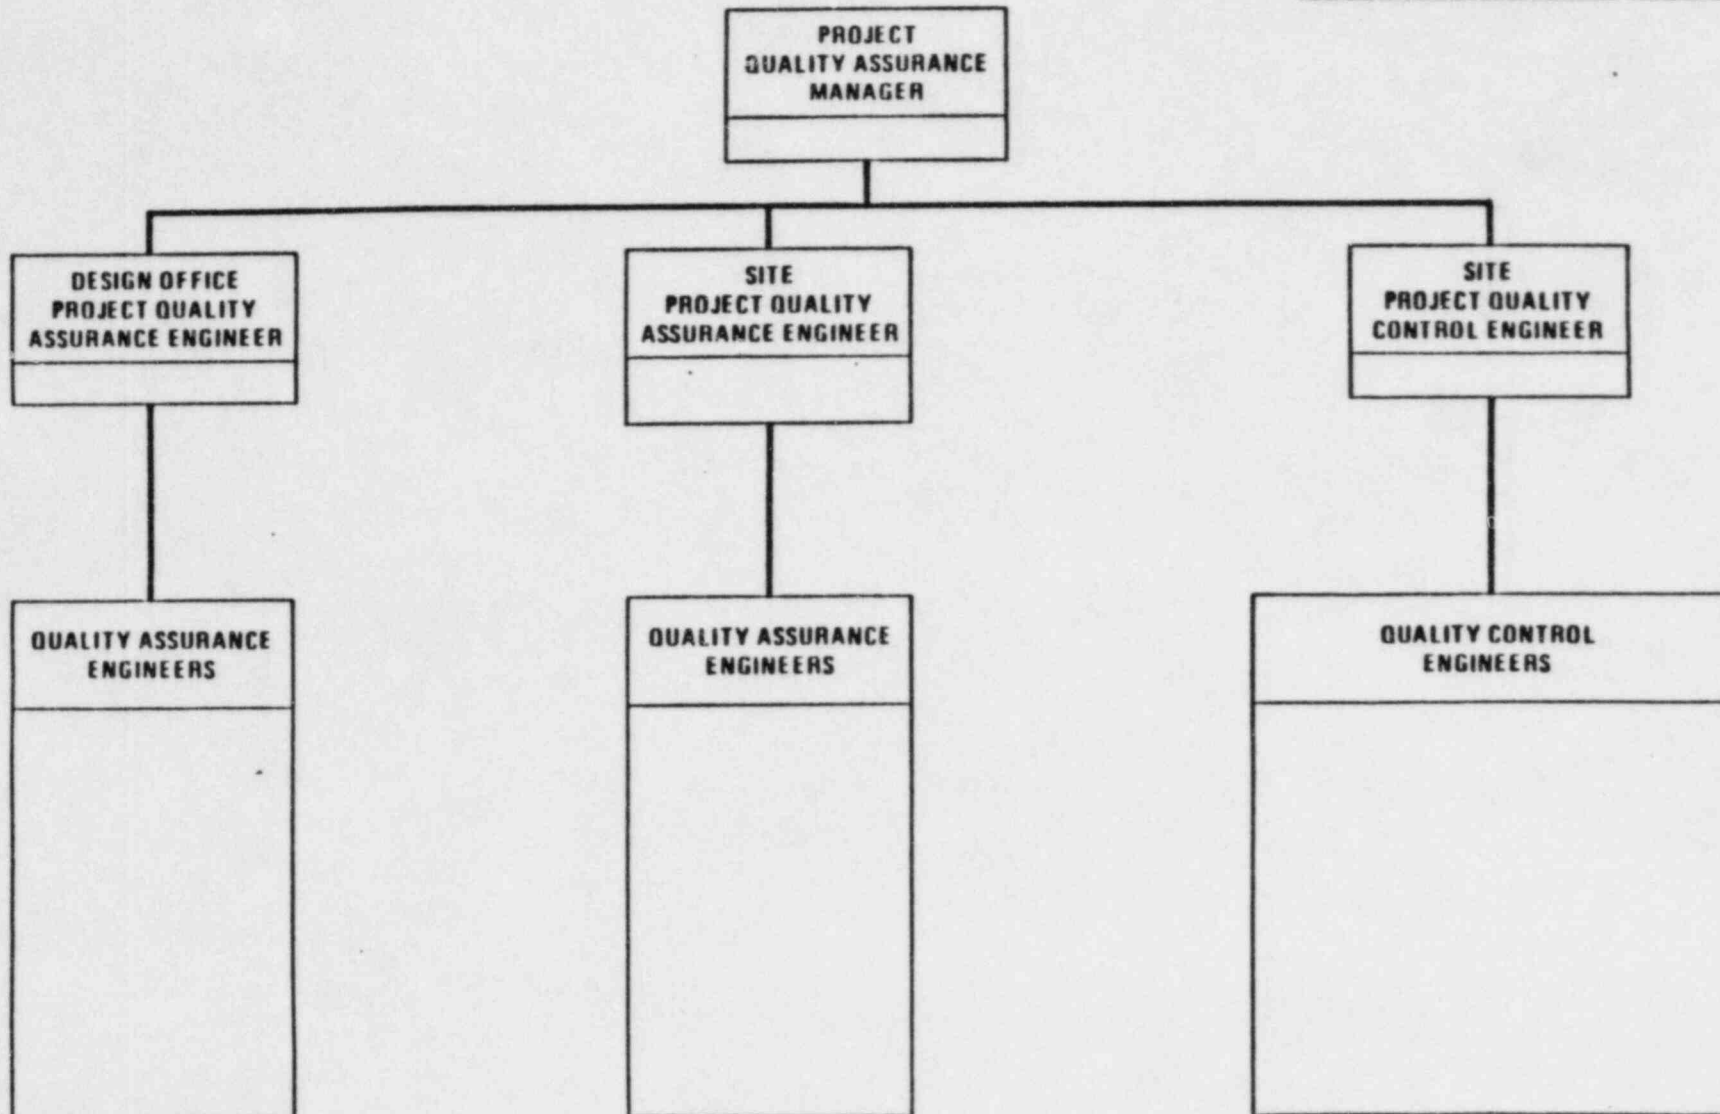 PROJECT
QUALITY ASSURANCE
MANAGER
DESIGN OFFICE
PROJECT QUALITY
ASSURANCE ENGINEER
SITE
PROJECT QUALITY
ASSURANCE ENGINEER
SITE
PROJECT QUALITY
CONTROL ENGINEER
QUALITY ASSURANCE
ENGINEERS
QUALITY ASSURANCE
ENGINEERS
QUALITY CONTROL
ENGINEERS